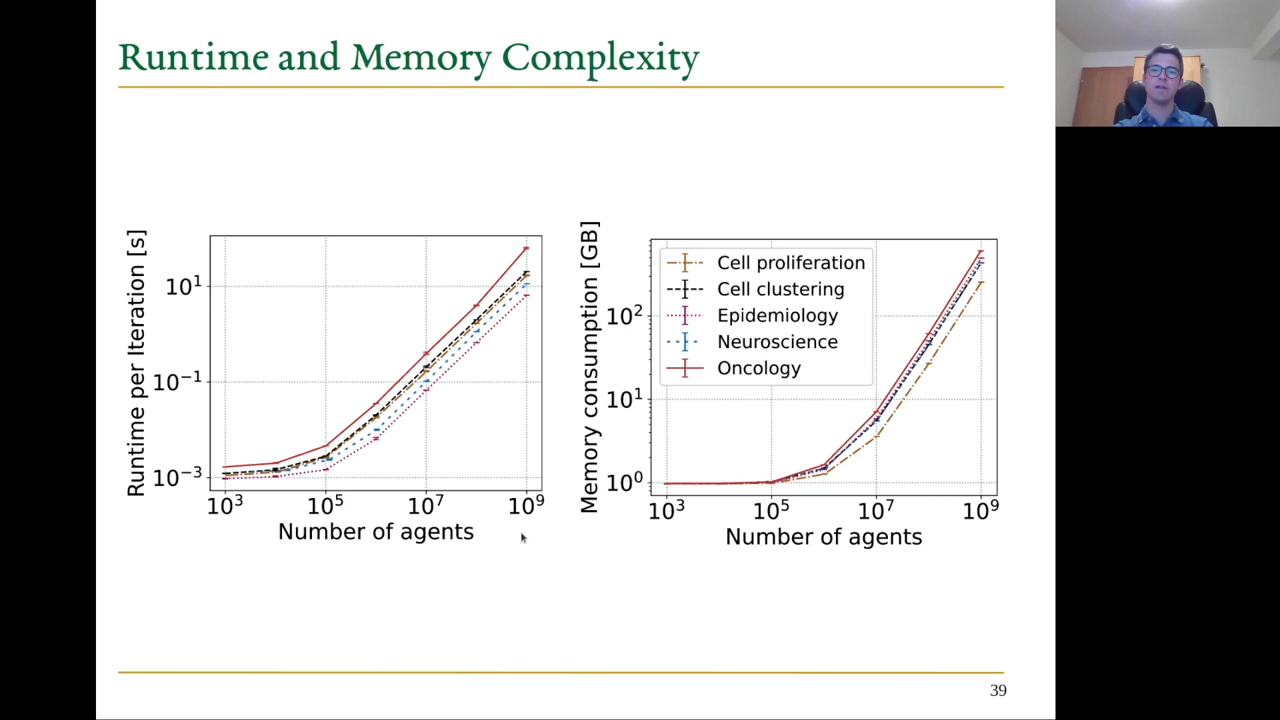 Runtime and Memory Complexity
Runtime per Iteration [s]
10¹
10⁻¹
10⁻³
10³ 10⁵ 10⁷ 10⁹
Number of agents
Memory consumption [GB]
10²
10¹
10⁰
Cell proliferation
Cell clustering
Epidemiology
Neuroscience
Oncology
10³ 10⁵ 10⁷ 10⁹
Number of agents
39